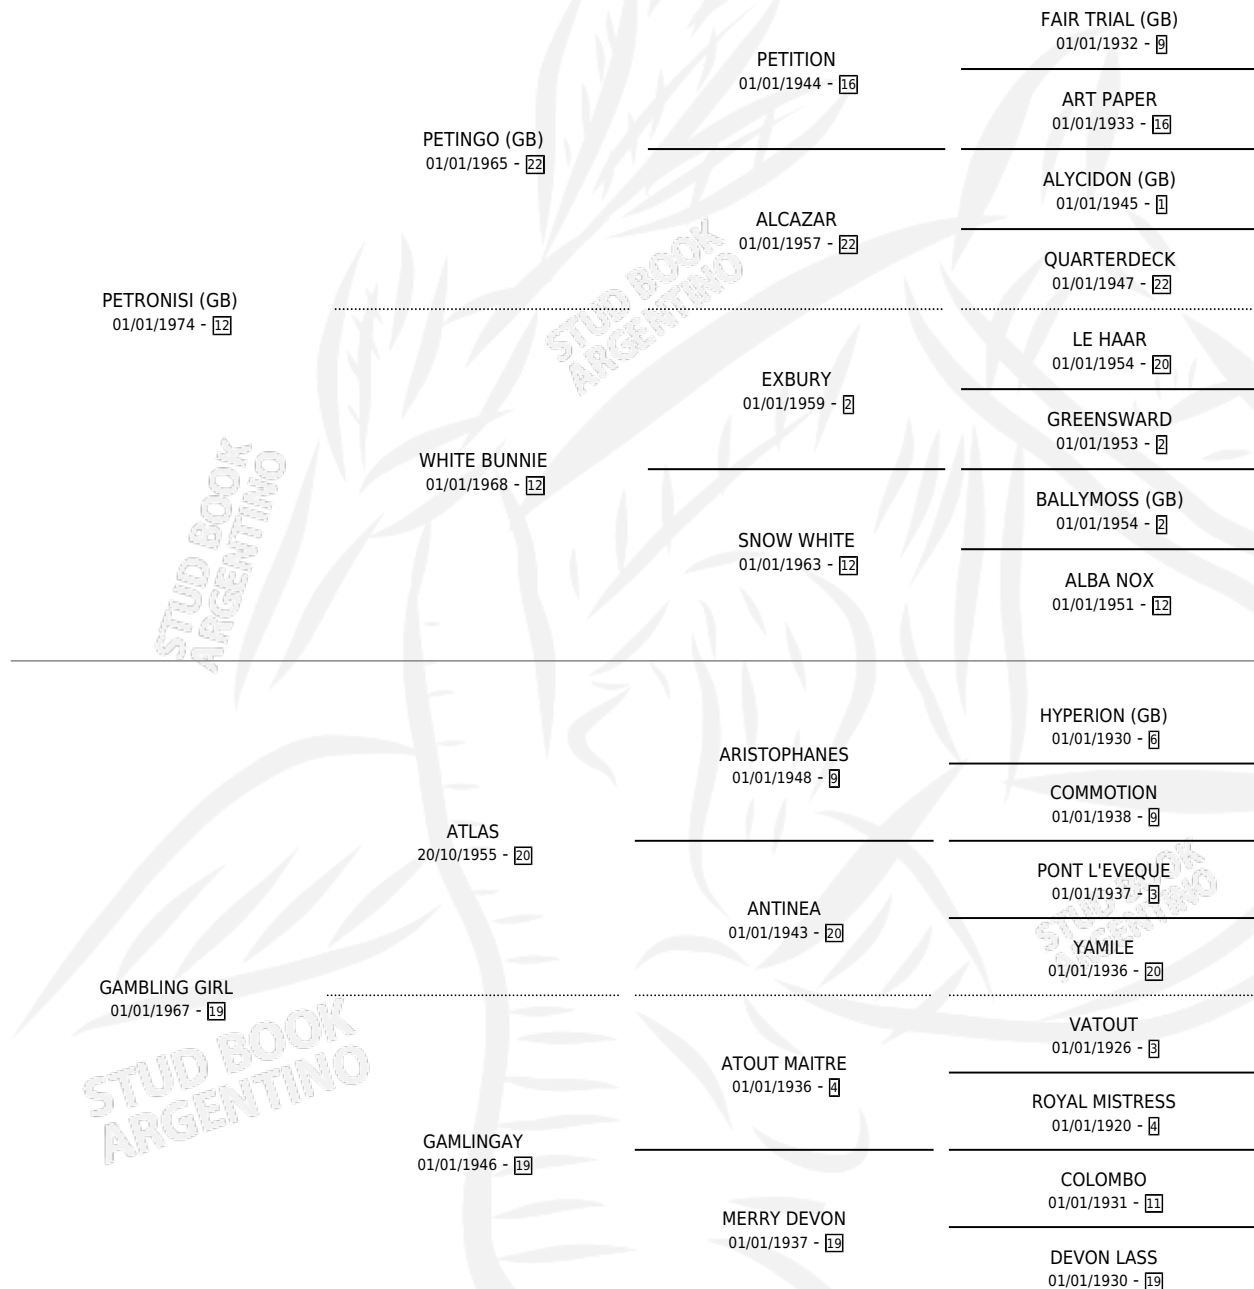 FAIR TRIAL (GB)
01/01/1932 - 9
PETITION
01/01/1944 - 16
ART PAPER
01/01/1933 - 16
PETINGO (GB)
01/01/1965 - 22
ALYCIDON (GB)
01/01/1945 - 1
ALCAZAR
01/01/1957 - 22
QUARTERDECK
01/01/1947 - 22
PETRONISI (GB)
01/01/1974 - 12
LE HAAR
01/01/1954 - 20
EXBURY
01/01/1959 - 2
GREENSWARD
01/01/1953 - 2
WHITE BUNNIE
01/01/1968 - 12
BALLYMOSS (GB)
01/01/1954 - 2
SNOW WHITE
01/01/1963 - 12
ALBA NOX
01/01/1951 - 12
HYPERION (GB)
01/01/1930 - 6
ARISTOPHANES
01/01/1948 - 9
COMMOTION
01/01/1938 - 9
ATLAS
20/10/1955 - 20
PONT L'EVEQUE
01/01/1937 - 3
ANTINEA
01/01/1943 - 20
YAMILE
01/01/1936 - 20
GAMBLING GIRL
01/01/1967 - 19
VATOUT
01/01/1926 - 3
ATOUT MAITRE
01/01/1936 - 4
ROYAL MISTRESS
01/01/1920 - 4
GAMLINGAY
01/01/1946 - 19
COLOMBO
01/01/1931 - 11
MERRY DEVON
01/01/1937 - 19
DEVON LASS
01/01/1930 - 19
STUD BOOK
ARGENTINO
STUD BOOK
ARGENTINO
STUD BOOK
ARGENTINO
STUD BOOK
ARGENTINO